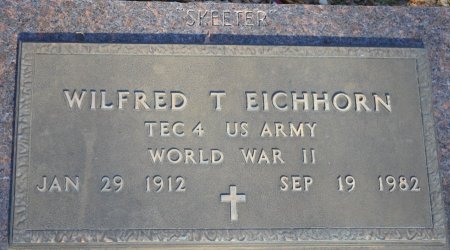 SKEETER
WILFRED T EICHHORN
TEC 4 US ARMY
WORLD WAR II
JAN 29 1912 SEP 19 1982